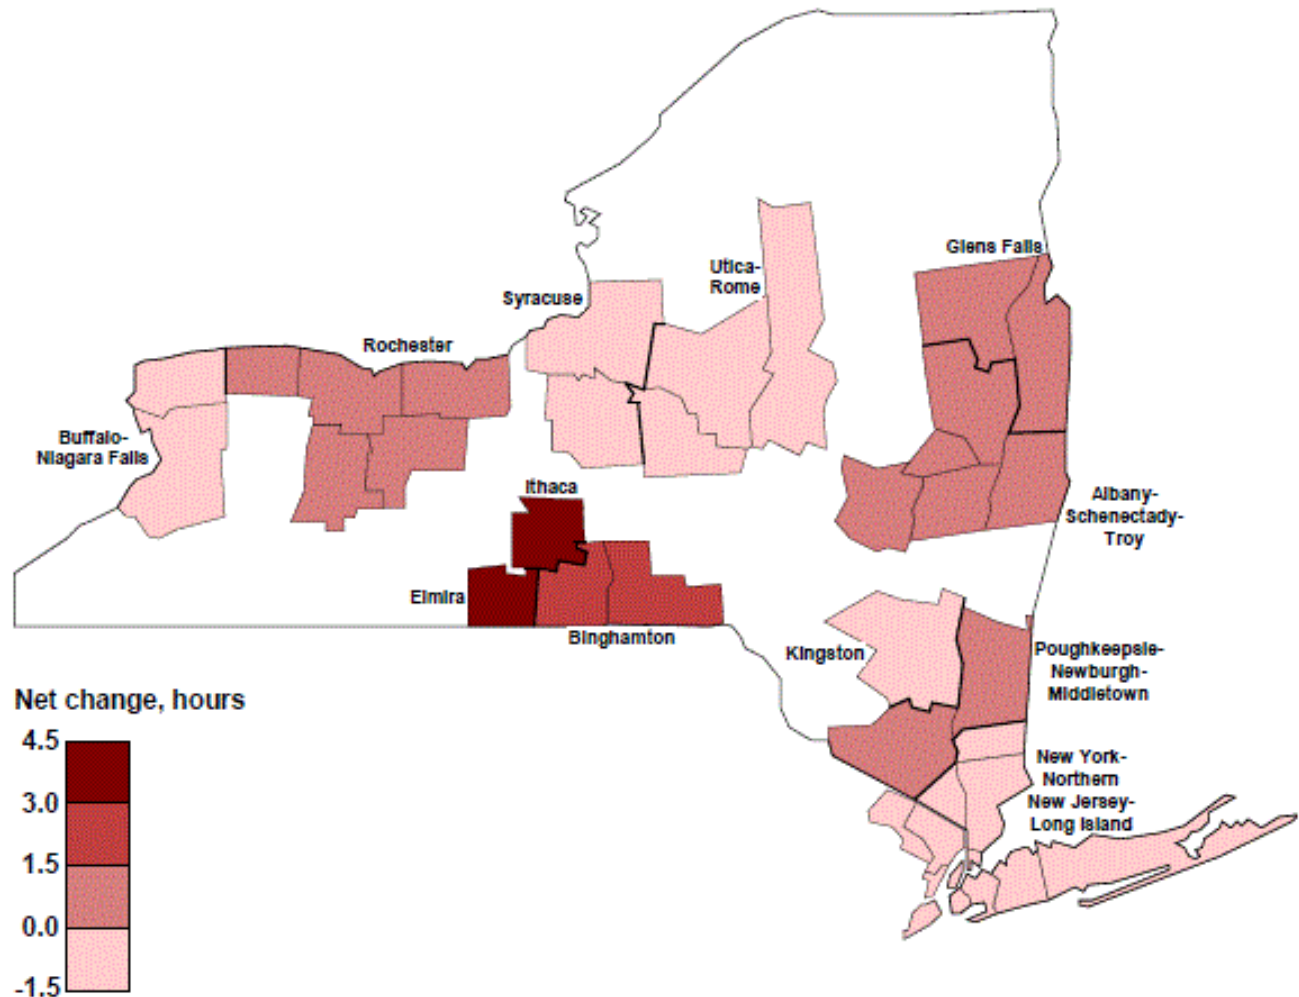 Glens Falls
Utica-
Rome
Syracuse
Rochester
Buffalo-
Niagara Falls
Ithaca
Albany-
Schenectady-
Troy
Elmira
Binghamton
Kingston
Poughkeepsie-
Newburgh-
Middletown
New York-
Northern
New Jersey-
Long Island
Net change, hours
4.5
3.0
1.5
0.0
-1.5